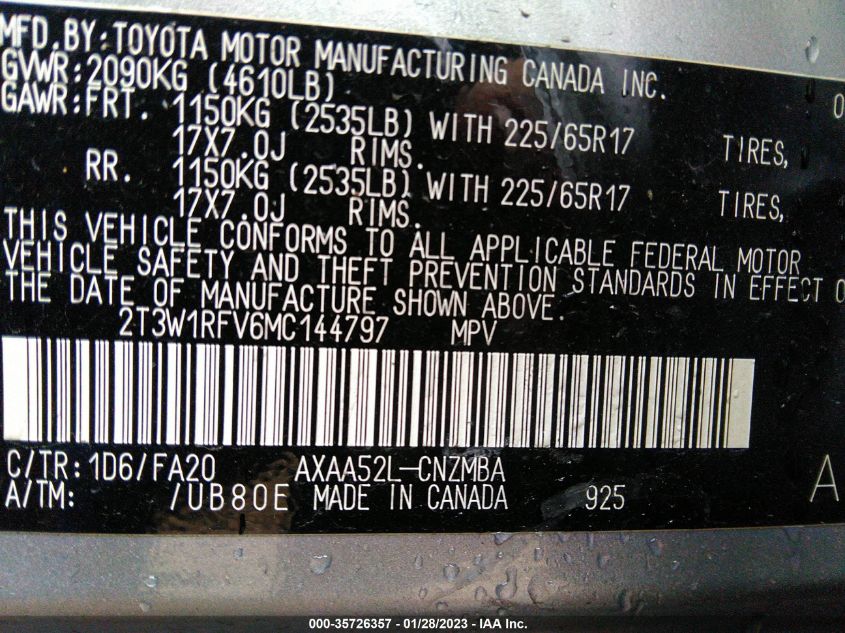 MFD.BY:TOYOTA MOTOR MANUFACTURING CANADA INC.
GVWR:2090KG (4610LB) 0
GAWR:FRT. 1150KG (2535LB) WITH 225/65R17 TIRES,
17X7.0J RIMS.
RR. 1150KG (2535LB) WITH 225/65R17 TIRES,
17X7.0J RIMS.
THIS VEHICLE CONFORMS TO ALL APPLICABLE FEDERAL MOTOR
VEHICLE SAFETY AND THEFT PREVENTION STANDARDS IN EFFECT O
THE DATE OF MANUFACTURE SHOWN ABOVE.
2T3W1RFV6MC144797 MPV
C/TR:1D6/FA20 AXAA52L-CNZMBA A
A/TM: /UB80E MADE IN CANADA 925
000-35726357 - 01/28/2023 - IAA Inc.